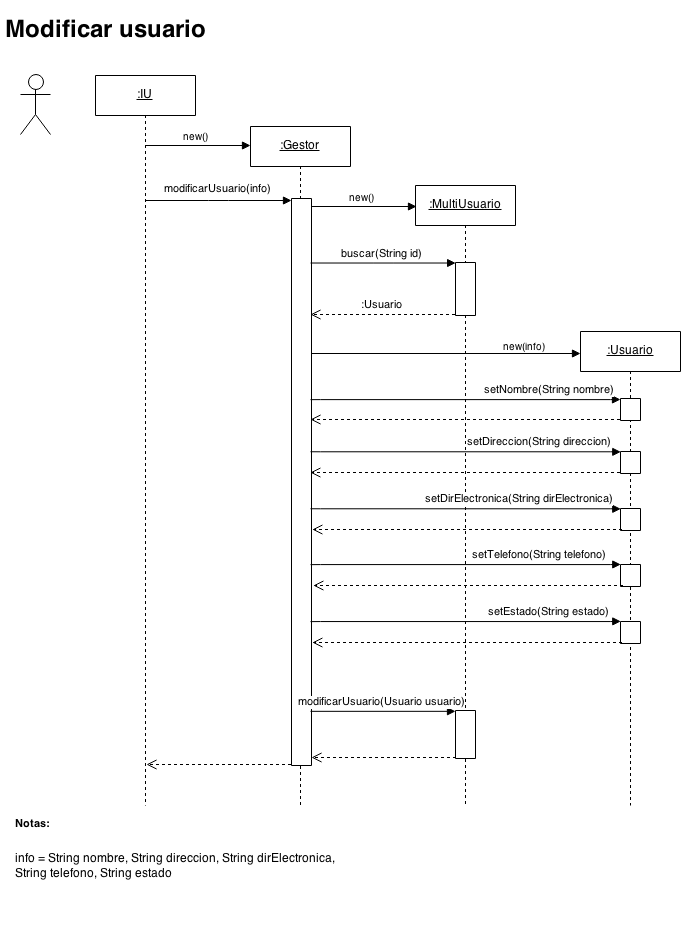 Modificar usuario
:IU
new()
:Gestor
modificarUsuario(info)
new()
:MultiUsuario
buscar(String id)
:Usuario
new(info)
:Usuario
setNombre(String nombre)
setDireccion(String direccion)
setDirElectronica(String dirElectronica)
setTelefono(String telefono)
setEstado(String estado)
modificarUsuario(Usuario usuario)
Notas:
info = String nombre, String direccion, String dirElectronica,
String telefono, String estado